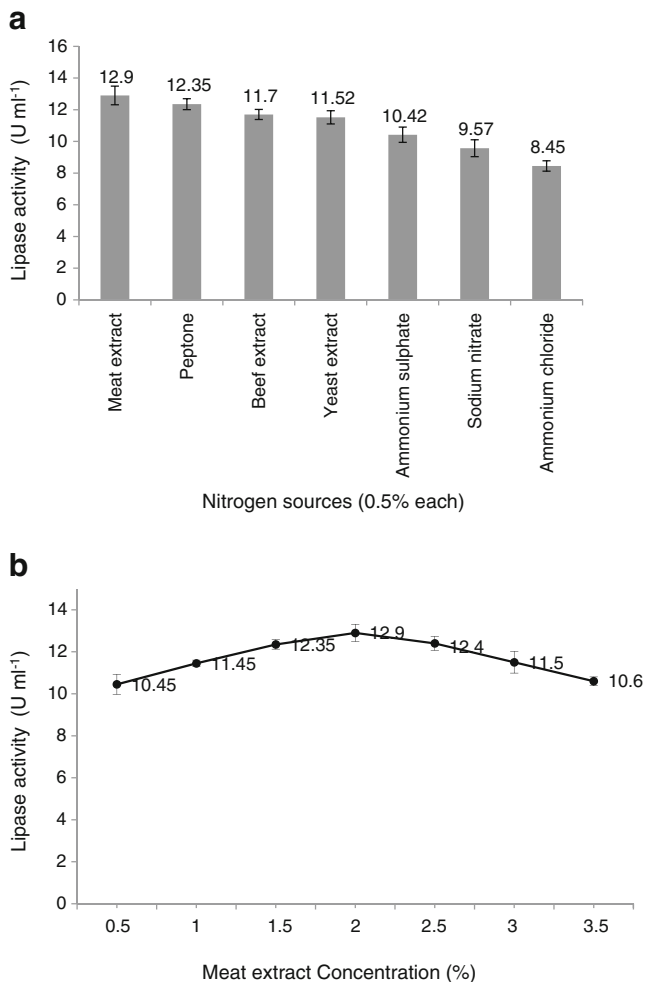 a
16
14
12
10
8
6
4
2
0
Lipase activity (U ml-1)
12.9
12.35
11.7
11.52
10.42
9.57
8.45
Meat extract
Peptone
Beef extract
Yeast extract
Ammonium sulphate
Sodium nitrate
Ammonium chloride
Nitrogen sources (0.5% each)
b
14
12
10
8
6
4
2
0
Lipase activity (U ml-1)
10.45
11.45
12.35
12.9
12.4
11.5
10.6
0.5 1 1.5 2 2.5 3 3.5
Meat extract Concentration (%)